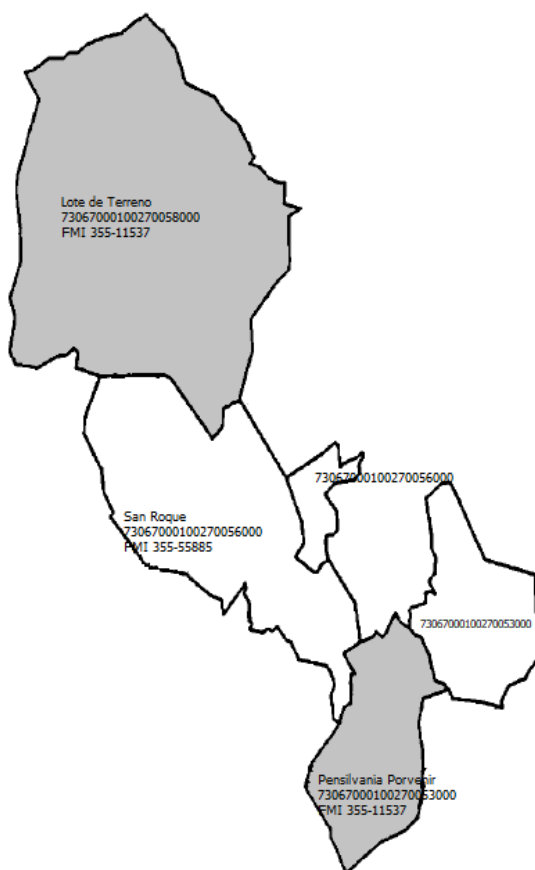 Lote de Terreno
73067000100270058000
FMI 355-11537
73067000100270056000
San Roque
73067000100270056000
FMI 355-55885
73067000100270053000
Pensilvania Porvenir
73067000100270053000
FMI 355-11537